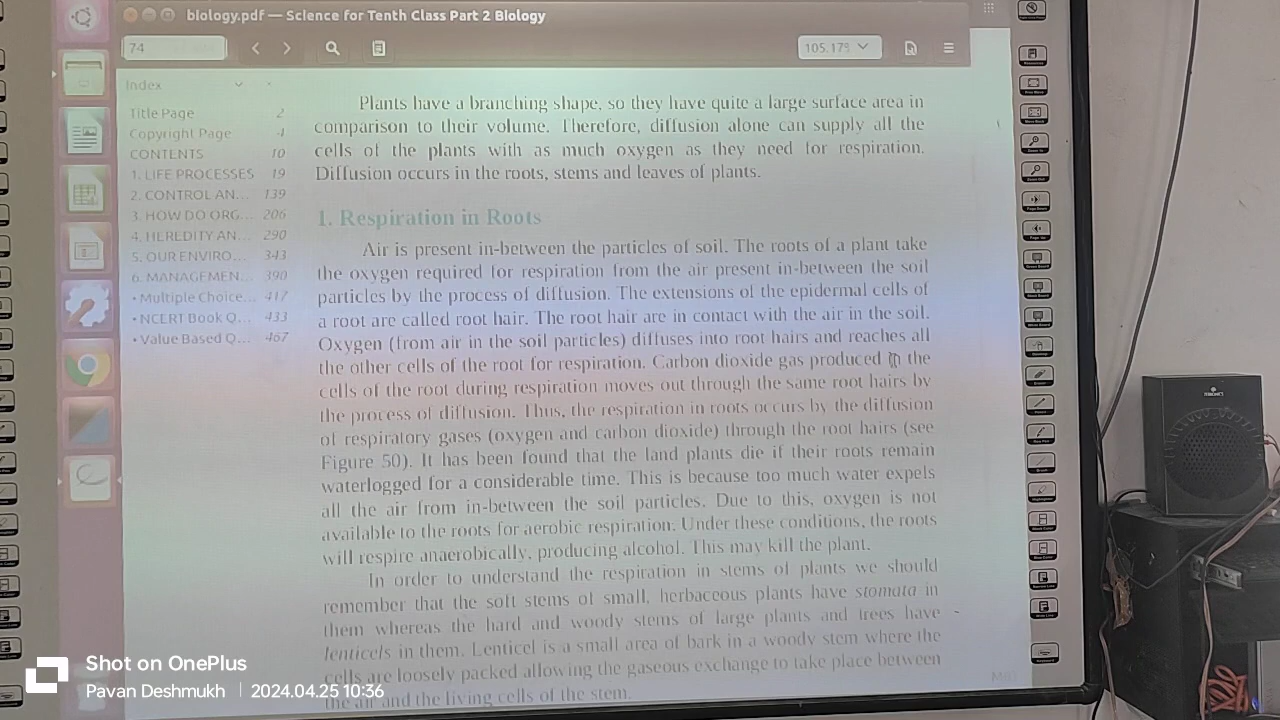 biology.pdf — Science for Tenth Class Part 2 Biology
74
105.17%
Index
Title Page 2
Copyright Page 4
CONTENTS 10
1. LIFE PROCESSES 19
2. CONTROL AN... 139
3. HOW DO ORG... 206
4. HEREDITY AN... 290
5. OUR ENVIRO... 343
6. MANAGEMEN... 390
• Multiple Choice... 417
• NCERT Book Q... 433
• Value Based Q... 467
Plants have a branching shape, so they have quite a large surface area in
comparison to their volume. Therefore, diffusion alone can supply all the
cells of the plants with as much oxygen as they need for respiration.
Diffusion occurs in the roots, stems and leaves of plants.
1. Respiration in Roots
Air is present in-between the particles of soil. The roots of a plant take
the oxygen required for respiration from the air present in-between the soil
particles by the process of diffusion. The extensions of the epidermal cells of
a root are called root hair. The root hair are in contact with the air in the soil.
Oxygen (from air in the soil particles) diffuses into root hairs and reaches all
the other cells of the root for respiration. Carbon dioxide gas produced in the
cells of the root during respiration moves out through the same root hairs by
the process of diffusion. Thus, the respiration in roots occurs by the diffusion
of respiratory gases (oxygen and carbon dioxide) through the root hairs (see
Figure 50). It has been found that the land plants die if their roots remain
waterlogged for a considerable time. This is because too much water expels
all the air from in-between the soil particles. Due to this, oxygen is not
available to the roots for aerobic respiration. Under these conditions, the roots
will respire anaerobically, producing alcohol. This may kill the plant.
In order to understand the respiration in stems of plants we should
remember that the soft stems of small, herbaceous plants have stomata in
them whereas the hard and woody stems of large plants and trees have
lenticels in them. Lenticel is a small area of bark in a woody stem where the
cells are loosely packed allowing the gaseous exchange to take place between
the air and the living cells of the stem.
Shot on OnePlus
Pavan Deshmukh | 2024.04.25 10:36